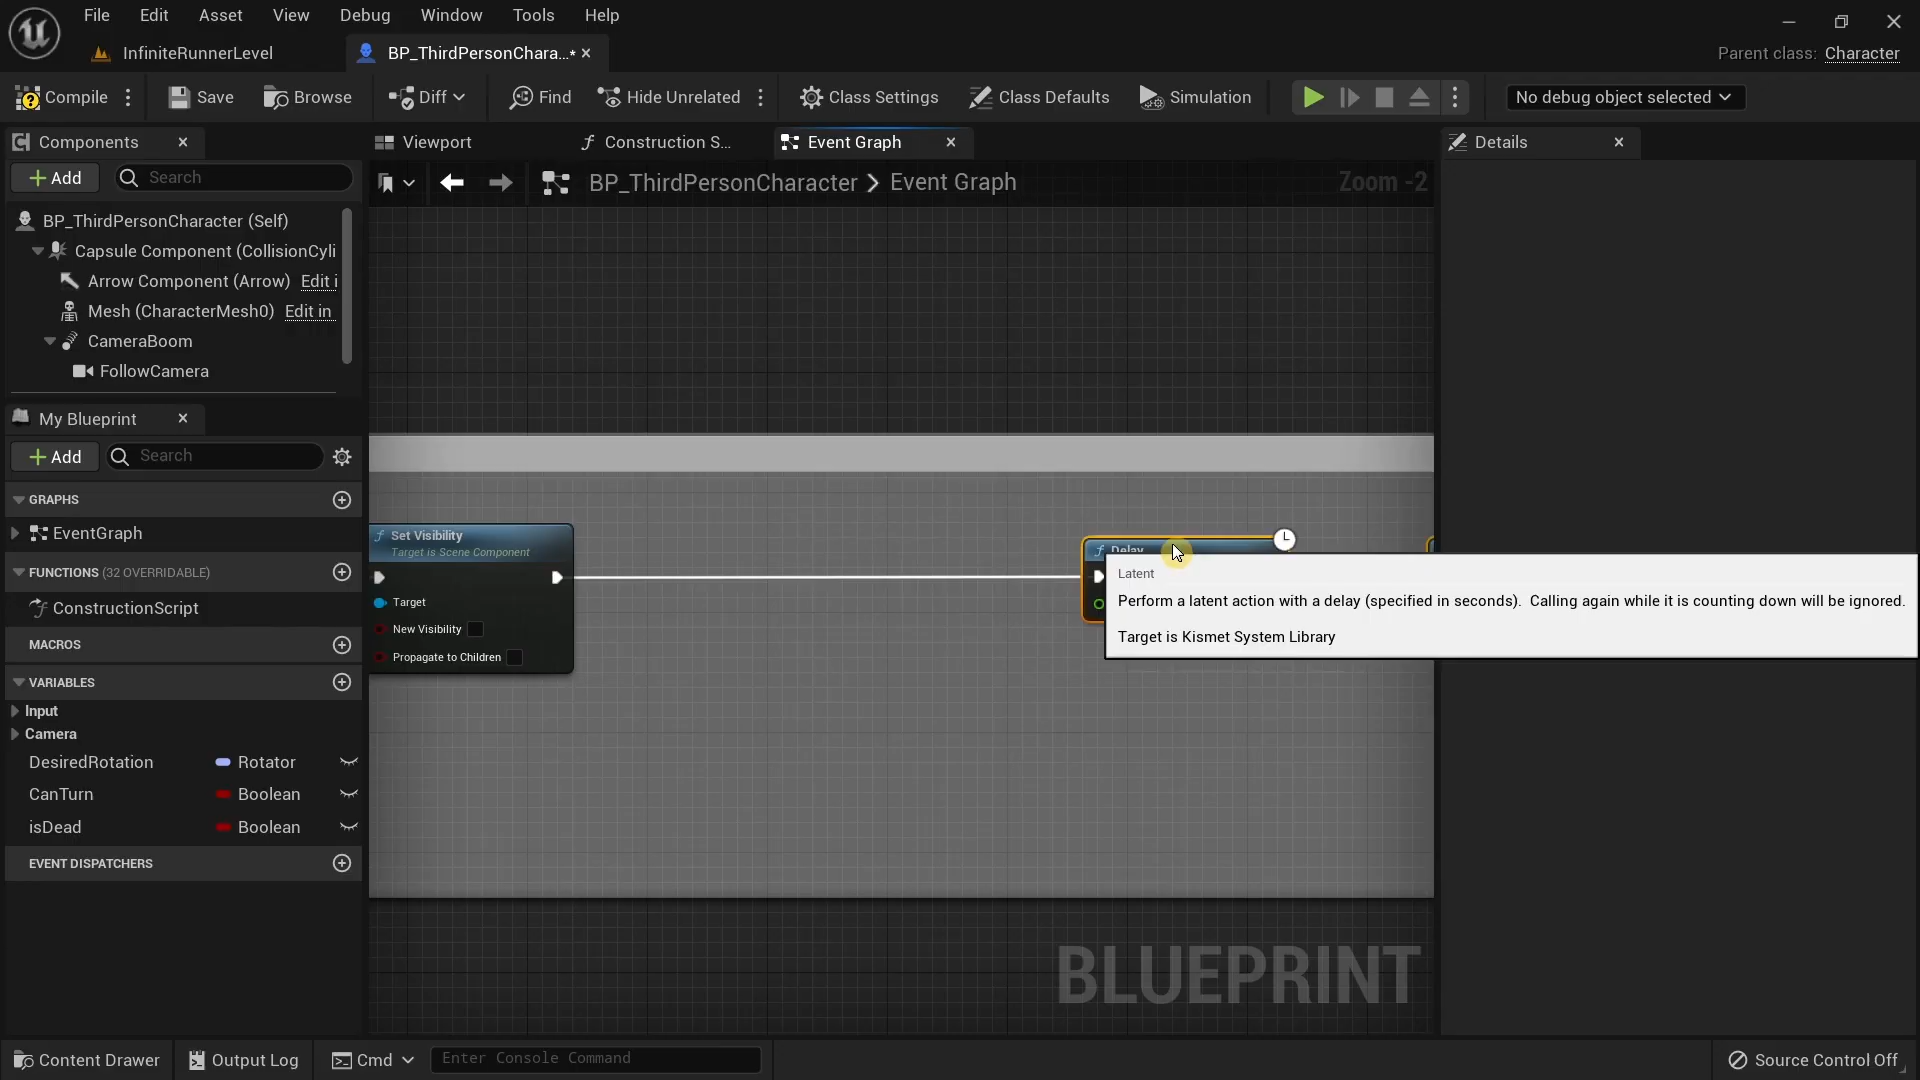 File Edit Asset View Debug Window Tools Help
InfiniteRunnerLevel
BP_ThirdPersonChara...*
Parent class: Character
Compile
Save
Browse
Diff
Find
Hide Unrelated
Class Settings
Class Defaults
Simulation
No debug object selected
Components
Viewport
Construction S...
Event Graph
Details
+ Add
Search
BP_ThirdPersonCharacter > Event Graph
Zoom -2
BP_ThirdPersonCharacter (Self)
Capsule Component (CollisionCyli
Arrow Component (Arrow) Edit i
Mesh (CharacterMesh0) Edit in
CameraBoom
FollowCamera
My Blueprint
+ Add
Search
GRAPHS
EventGraph
FUNCTIONS (32 OVERRIDABLE)
ConstructionScript
MACROS
VARIABLES
Input
Camera
DesiredRotation Rotator
CanTurn Boolean
isDead Boolean
EVENT DISPATCHERS
Set Visibility
Target is Scene Component
Target
New Visibility
Propagate to Children
Delay
Latent
Perform a latent action with a delay (specified in seconds).  Calling again while it is counting down will be ignored.
Target is Kismet System Library
BLUEPRINT
Content Drawer
Output Log
Cmd
Enter Console Command
Source Control Off